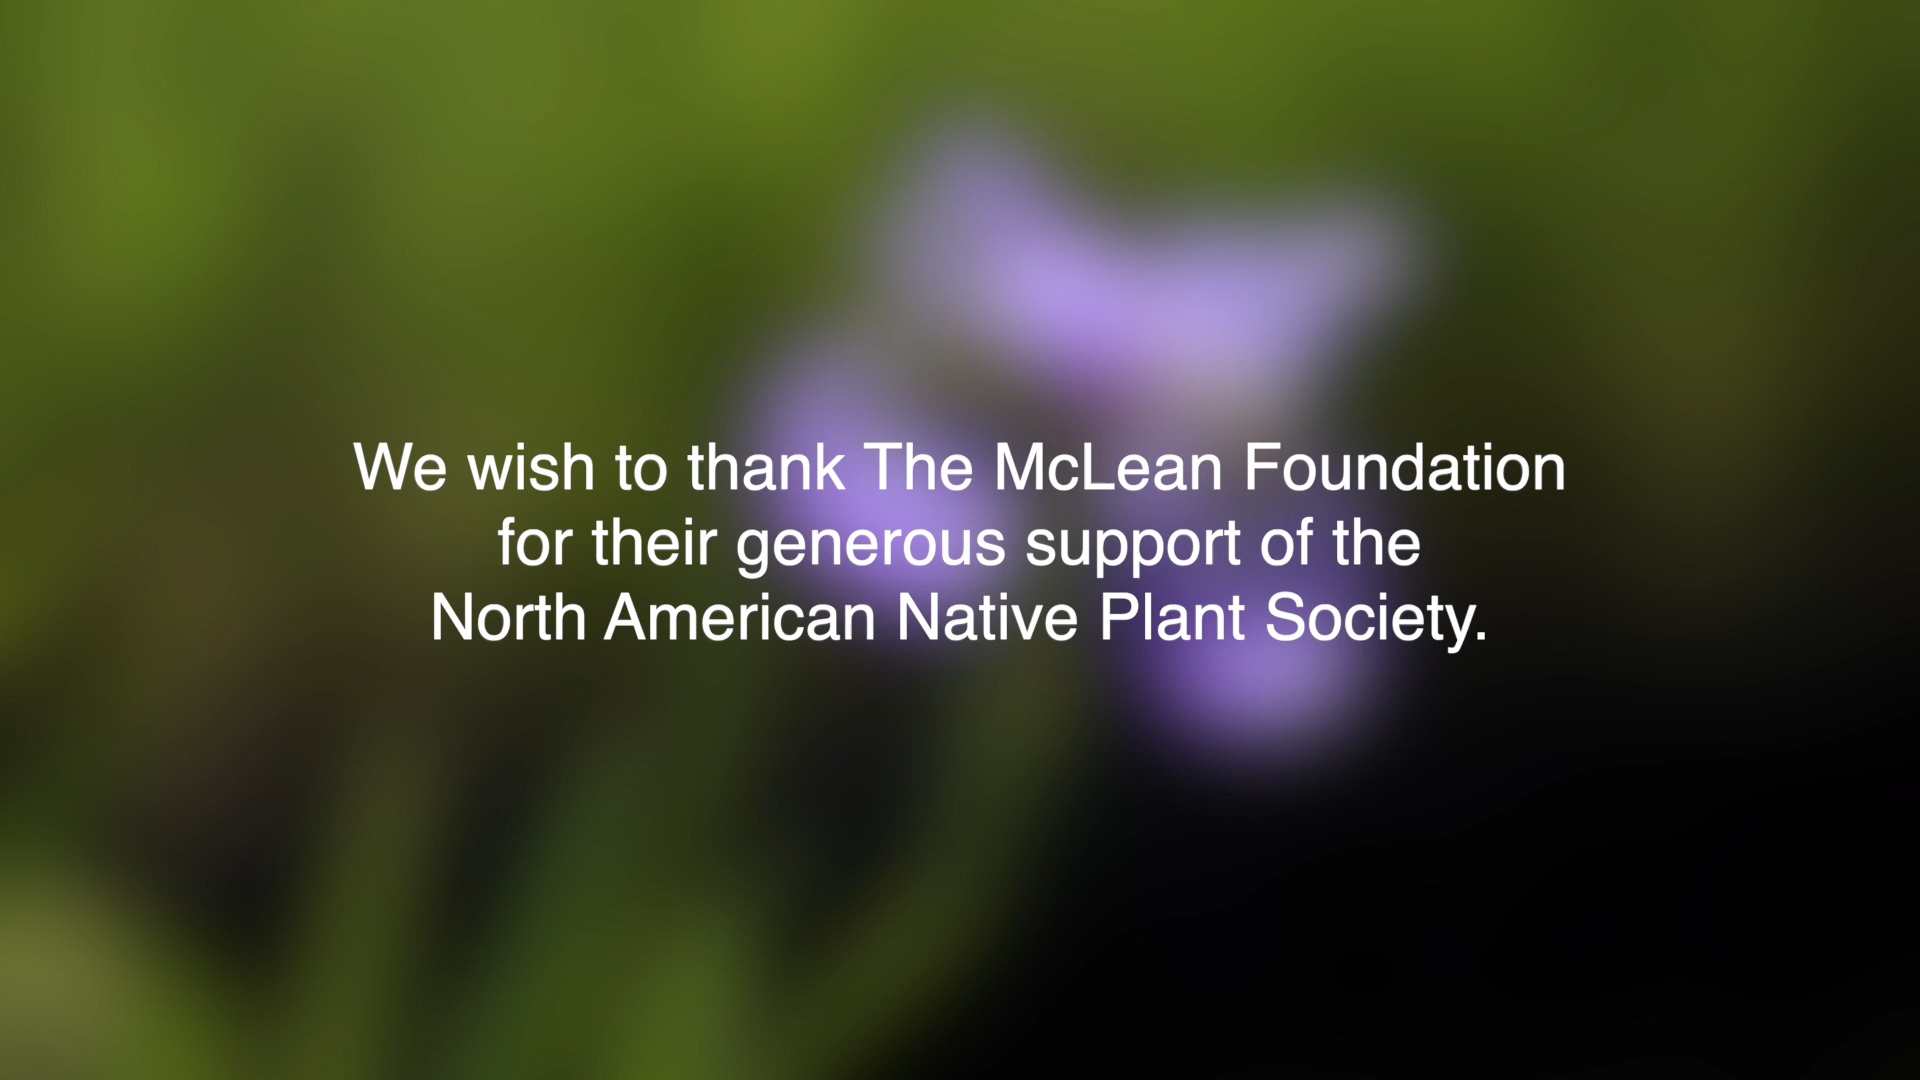 We wish to thank The McLean Foundation
for their generous support of the
North American Native Plant Society.